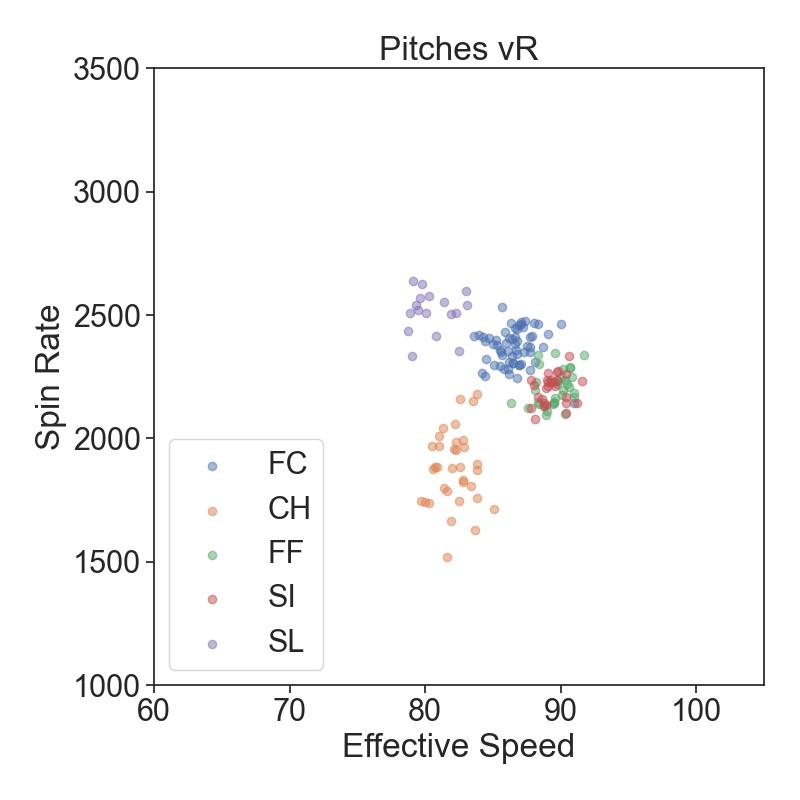 Pitches vR
3500
3000
2500
2000
1500
1000
Spin Rate
FC
CH
FF
SI
SL
60 70 80 90 100
Effective Speed